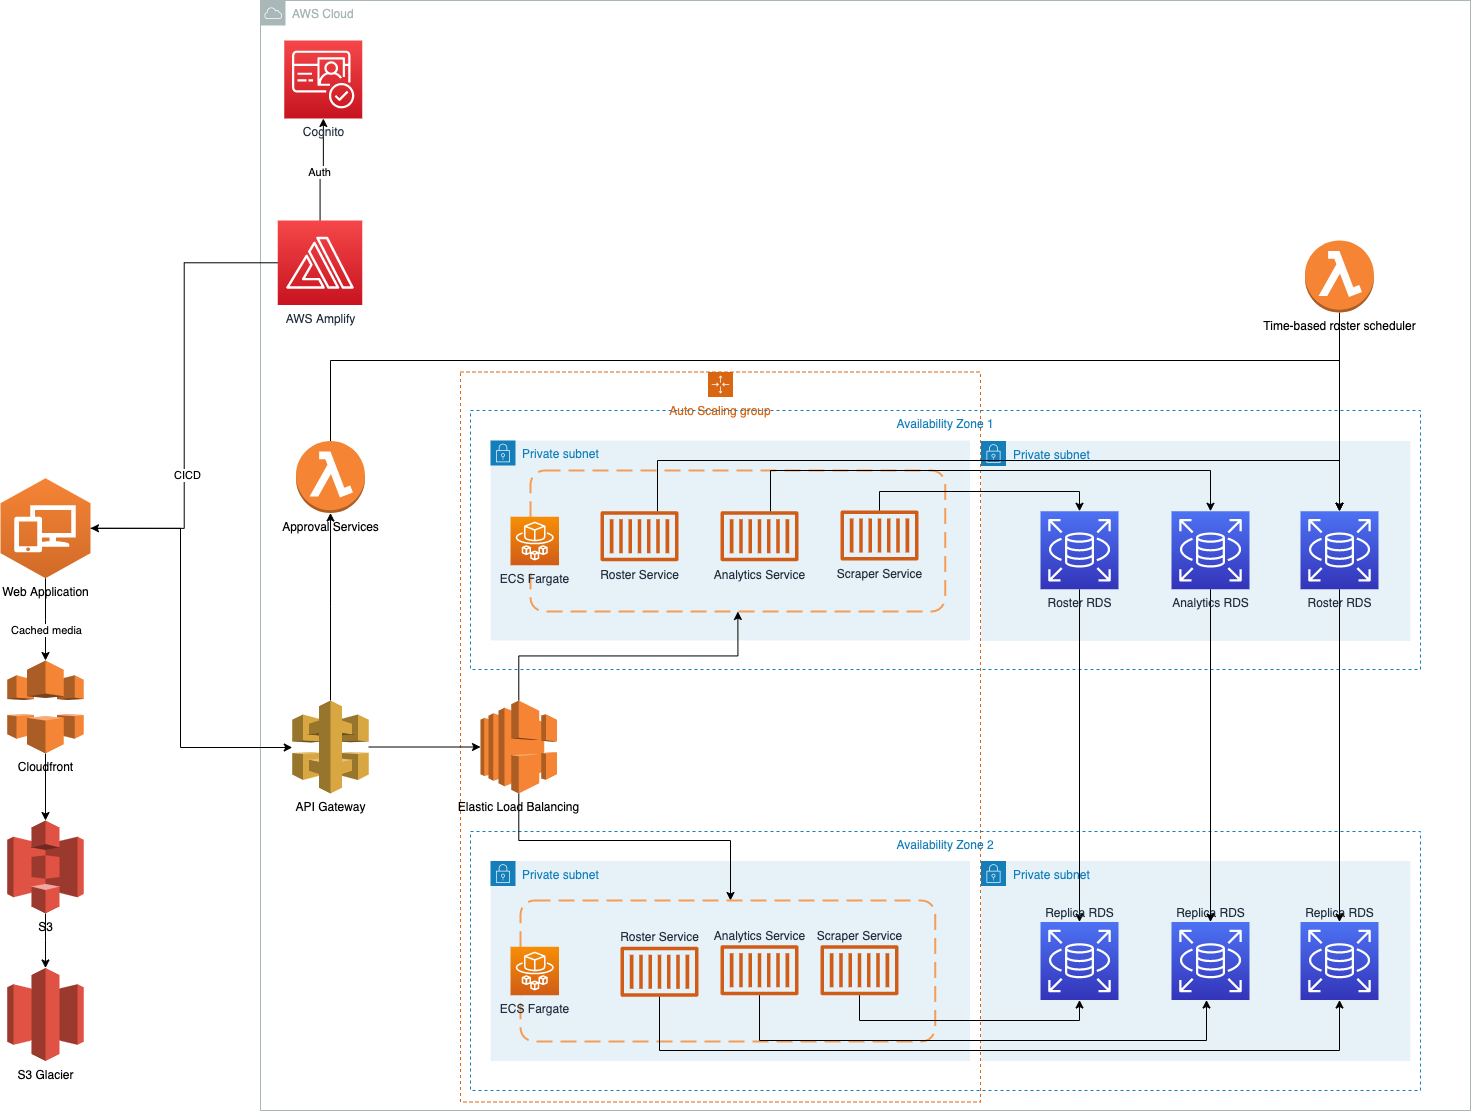 AWS Cloud
Cognito
Auth
AWS Amplify
Time-based roster scheduler
Auto Scaling group
Availability Zone 1
Private subnet
Private subnet
CICD
Approval Services
ECS Fargate
Roster Service
Analytics Service
Scraper Service
Roster RDS
Analytics RDS
Roster RDS
Web Application
Cached media
Cloudfront
API Gateway
Elastic Load Balancing
Availability Zone 2
Private subnet
Private subnet
S3
Roster Service
Analytics Service
Scraper Service
Replica RDS
Replica RDS
Replica RDS
ECS Fargate
S3 Glacier